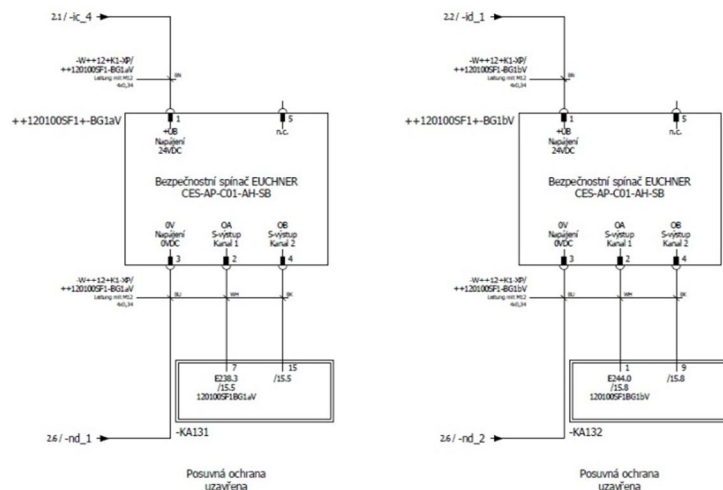 2.1 / -ic_4
-W++12+K1-XP/
++120100SF1-BG1aV
Leitung mit M12
4x0,34
BN
++120100SF1+-BG1aV
1
5
+ÜB
Napájení
24VDC
n.c.
Bezpečnostní spínač EUCHNER
CES-AP-C01-AH-SB
0V
Napájení
0VDC
OA
S-výstup
Kanal 1
OB
S-výstup
Kanal 2
3
2
4
-W++12+K1-XP/
++120100SF1-BG1aV
Leitung mit M12
4x0,34
BU
WH
BK
7
15
E238.3
/15.5
/15.5
120100SF1BG1aV
-KA131
2.6 / -nd_1
Posuvná ochrana
uzavřena
2.2 / -id_1
-W++12+K1-XP/
++120100SF1-BG1bV
Leitung mit M12
4x0,34
BN
++120100SF1+-BG1bV
1
5
+ÜB
Napájení
24VDC
n.c.
Bezpečnostní spínač EUCHNER
CES-AP-C01-AH-SB
0V
Napájení
0VDC
OA
S-výstup
Kanal 1
OB
S-výstup
Kanal 2
3
2
4
-W++12+K1-XP/
++120100SF1-BG1bV
Leitung mit M12
4x0,34
BU
WH
BK
1
9
E244.0
/15.8
/15.8
120100SF1BG1bV
-KA132
2.6 / -nd_2
Posuvná ochrana
uzavřena